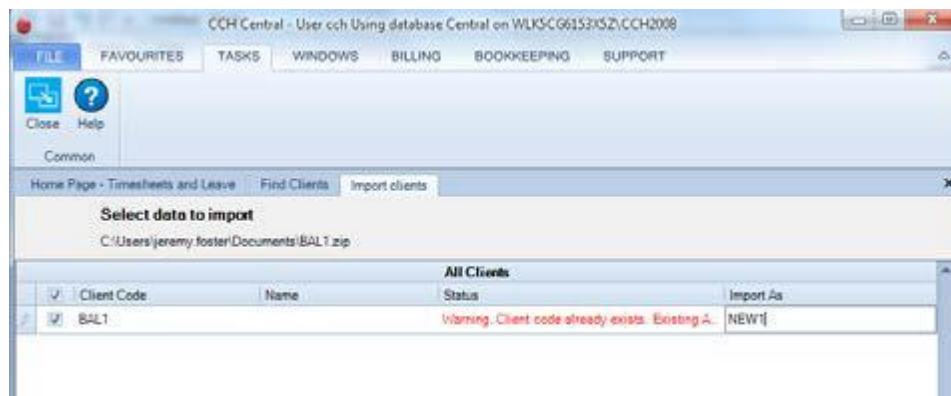 CCH Central - User cch Using database Central on WLK5CG6153X5Z\CCH2008
FILE FAVOURITES TASKS WINDOWS BILLING BOOKKEEPING SUPPORT
Close Help
Common
Home Page - Timesheets and Leave Find Clients Import clients
Select data to import
C:\Users\jeremy.foster\Documents\BAL1.zip
All Clients
Client Code Name Status Import As
BAL1 Warning. Client code already exists. Existing A... NEW1